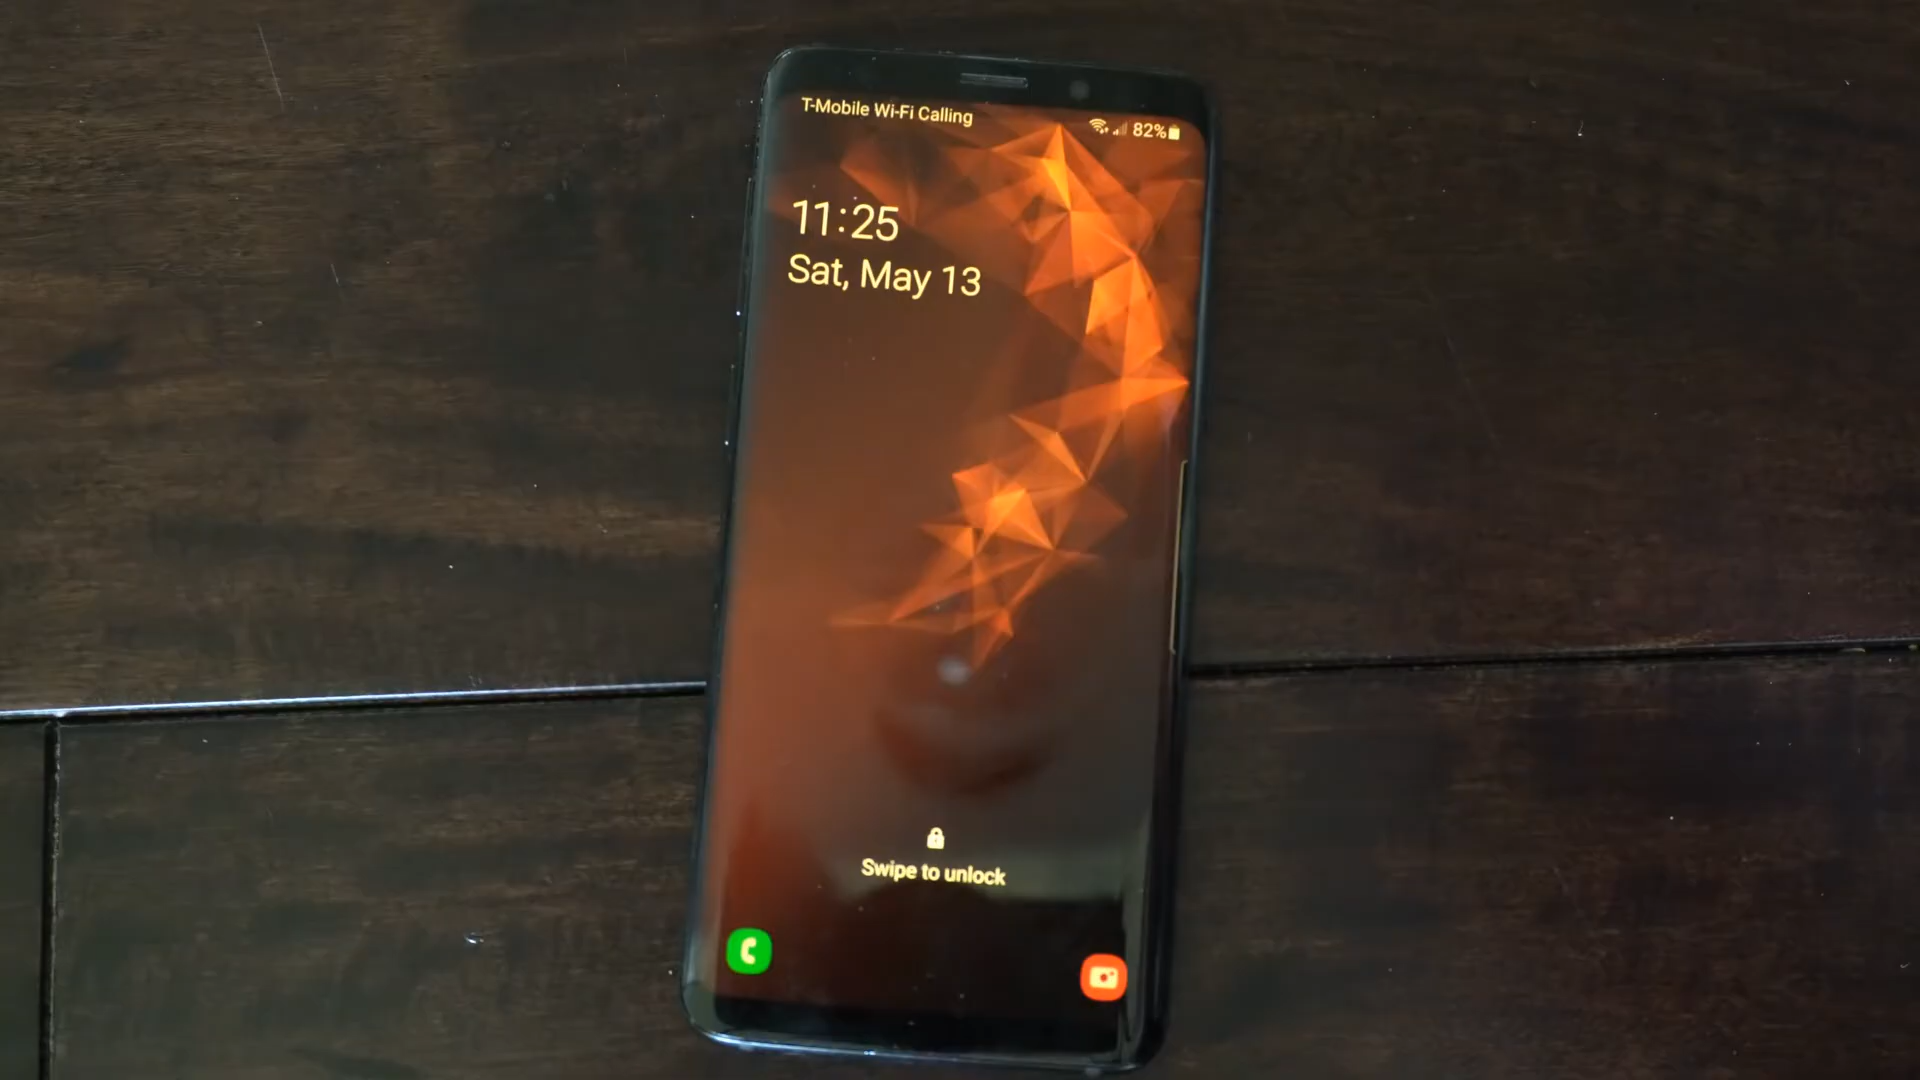 T-Mobile Wi-Fi Calling
82%
11:25
Sat, May 13
Swipe to unlock